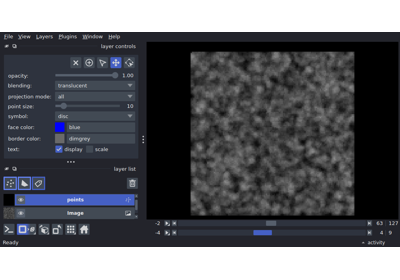 File View Layers Plugins Window Help
layer controls
opacity: 1.00
blending: translucent
projection mode: all
point size: 10
symbol: disc
face color: blue
border color: dimgrey
text: display scale
layer list
points
Image
-2 63 127
-4 4 9
Ready activity